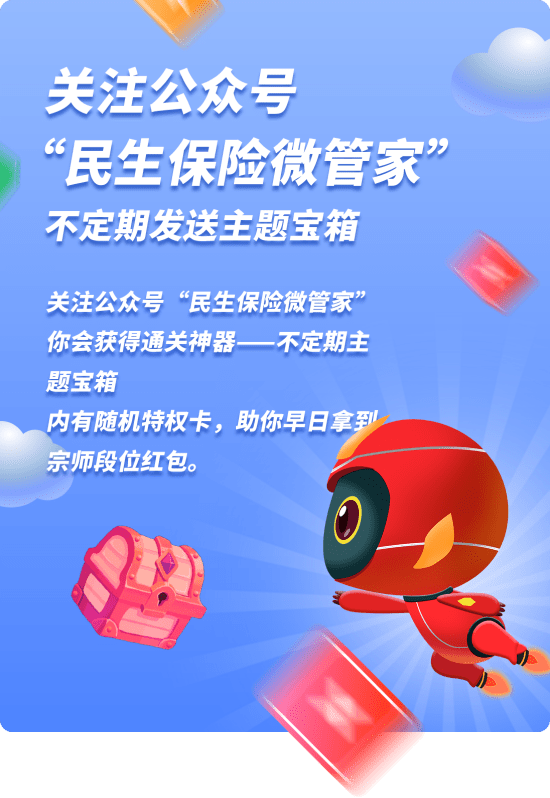 关注公众号
“民生保险微管家”
不定期发送主题宝箱
关注公众号“民生保险微管家”
你会获得通关神器——不定期主
题宝箱
内有随机特权卡，助你早日拿到
宗师段位红包。